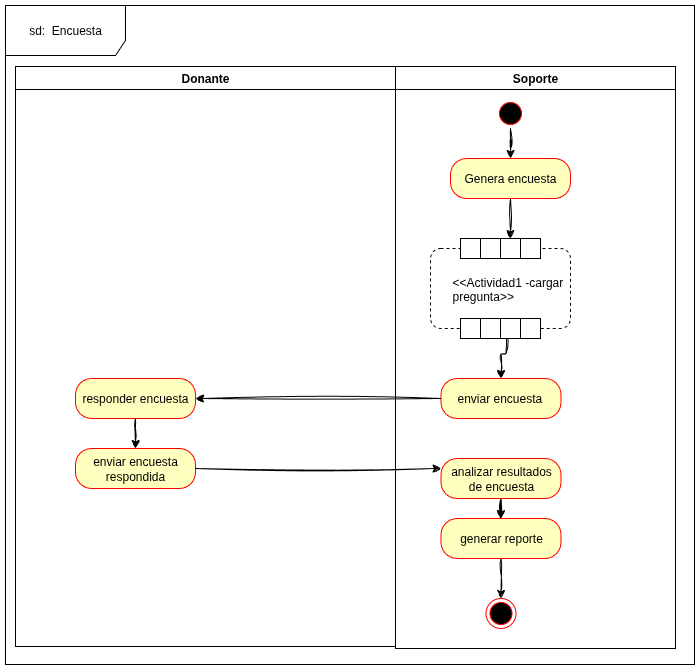 sd: Encuesta
Donante
Soporte
Genera encuesta
<<Actividad1 -cargar
pregunta>>
responder encuesta
enviar encuesta
enviar encuesta
respondida
analizar resultados
de encuesta
generar reporte